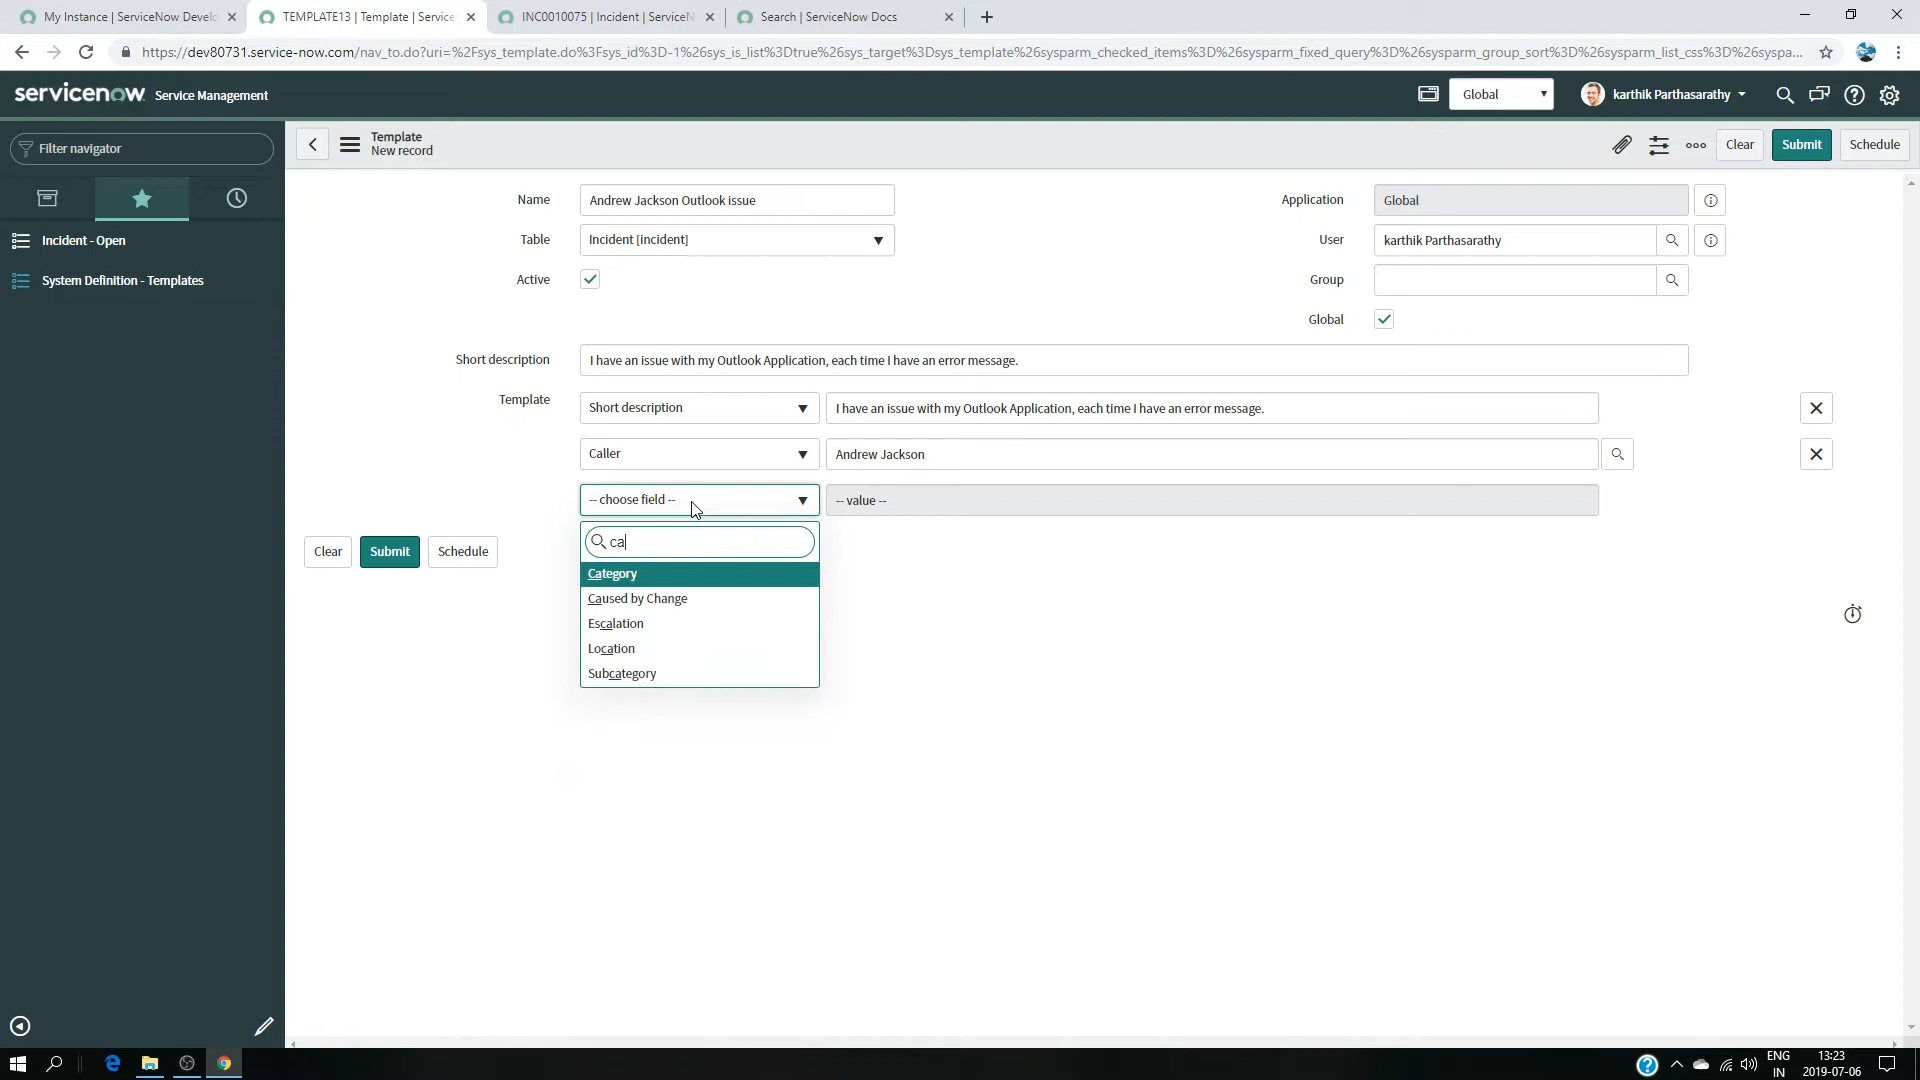 My Instance | ServiceNow Develo
TEMPLATE13 | Template | Service
INC0010075 | Incident | ServiceN
Search | ServiceNow Docs
https://dev80731.service-now.com/nav_to.do?uri=%2Fsys_template.do%3Fsys_id%3D-1%26sys_is_list%3Dtrue%26sys_target%3Dsys_template%26sysparm_checked_items%3D%26sysparm_fixed_query%3D%26sysparm_group_sort%3D%26sysparm_list_css%3D%26syspa...
servicenow Service Management
Global
karthik Parthasarathy
Filter navigator
Template
New record
Clear
Submit
Schedule
Incident - Open
System Definition - Templates
Name
Andrew Jackson Outlook issue
Application
Global
Table
Incident [incident]
User
karthik Parthasarathy
Active
Group
Global
Short description
I have an issue with my Outlook Application, each time I have an error message.
Template
Short description
I have an issue with my Outlook Application, each time I have an error message.
Caller
Andrew Jackson
-- choose field --
-- value --
Clear
Submit
Schedule
ca
Category
Caused by Change
Escalation
Location
Subcategory
ENG
IN
13:23
2019-07-06